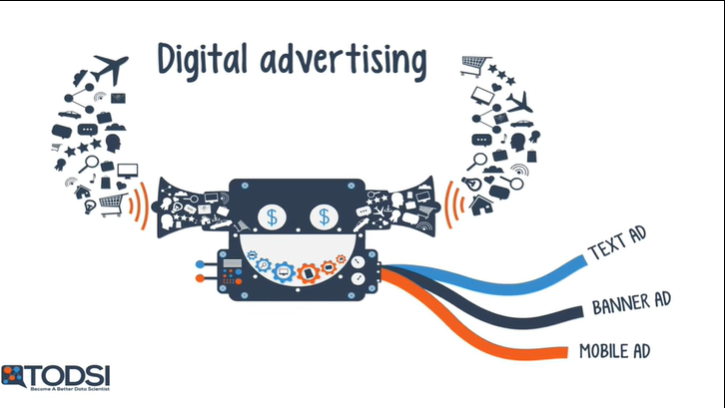 Digital advertising
$ $
TEXT AD
BANNER AD
MOBILE AD
TODSI
Become A Better Data Scientist